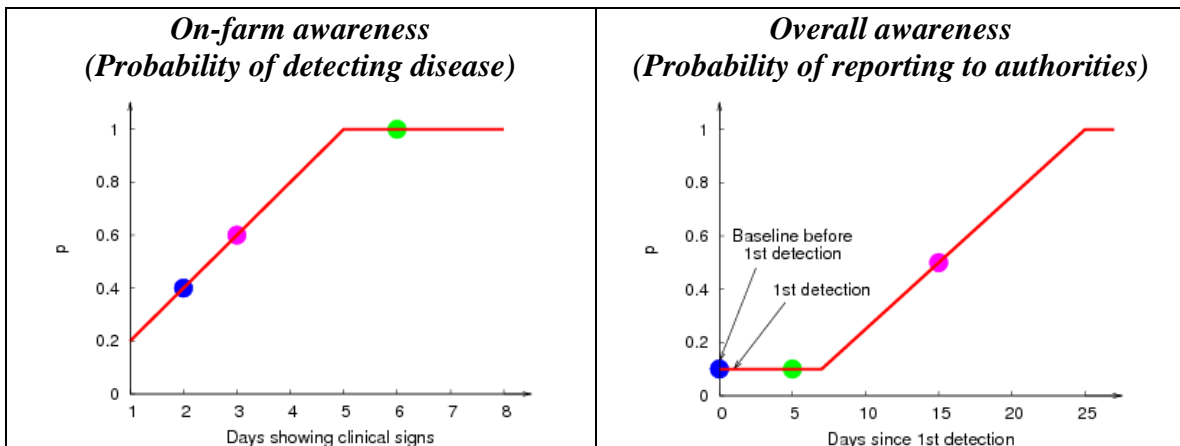 On-farm awareness
(Probability of detecting disease)
1
0.8
0.6
0.4
0.2
0
p
1 2 3 4 5 6 7 8
Days showing clinical signs
Overall awareness
(Probability of reporting to authorities)
1
0.8
0.6
0.4
0.2
0
p
Baseline before
1st detection
1st detection
0 5 10 15 20 25
Days since 1st detection